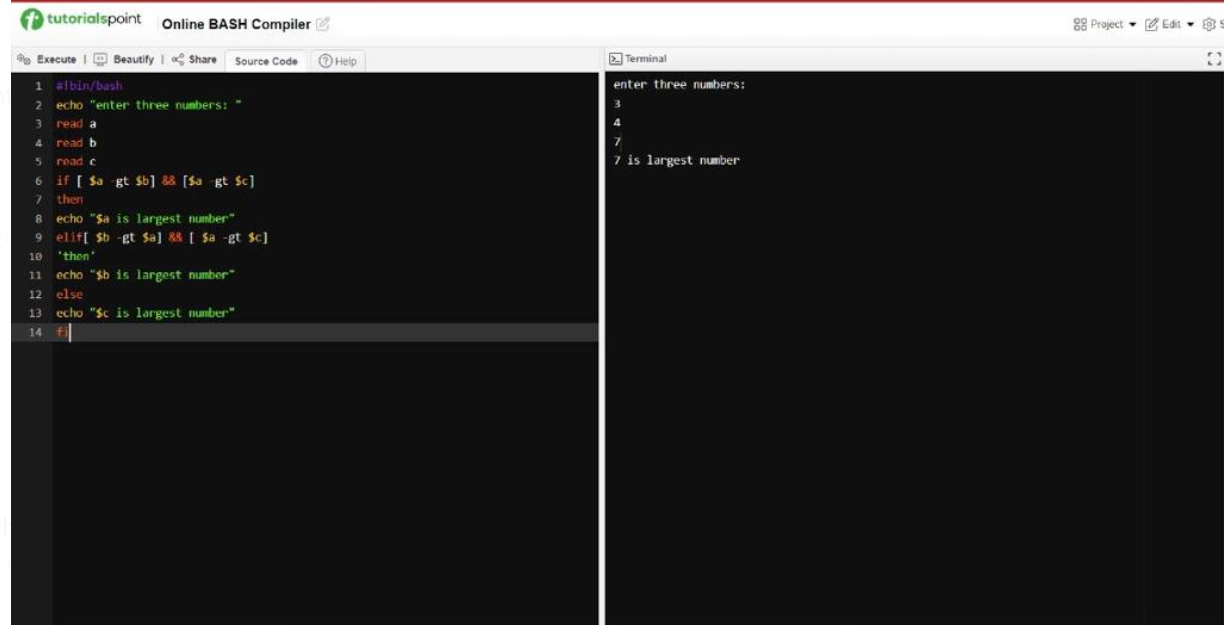 tutorialspoint Online BASH Compiler Project Edit S
Execute | Beautify | Share Source Code Help
Terminal
1 #!bin/bash
2 echo "enter three numbers: "
3 read a
4 read b
5 read c
6 if [ $a -gt $b] && [$a -gt $c]
7 then
8 echo "$a is largest number"
9 elif[ $b -gt $a] && [ $a -gt $c]
10 'then'
11 echo "$b is largest number"
12 else
13 echo "$c is largest number"
14 fi
enter three numbers:
3
4
7
7 is largest number